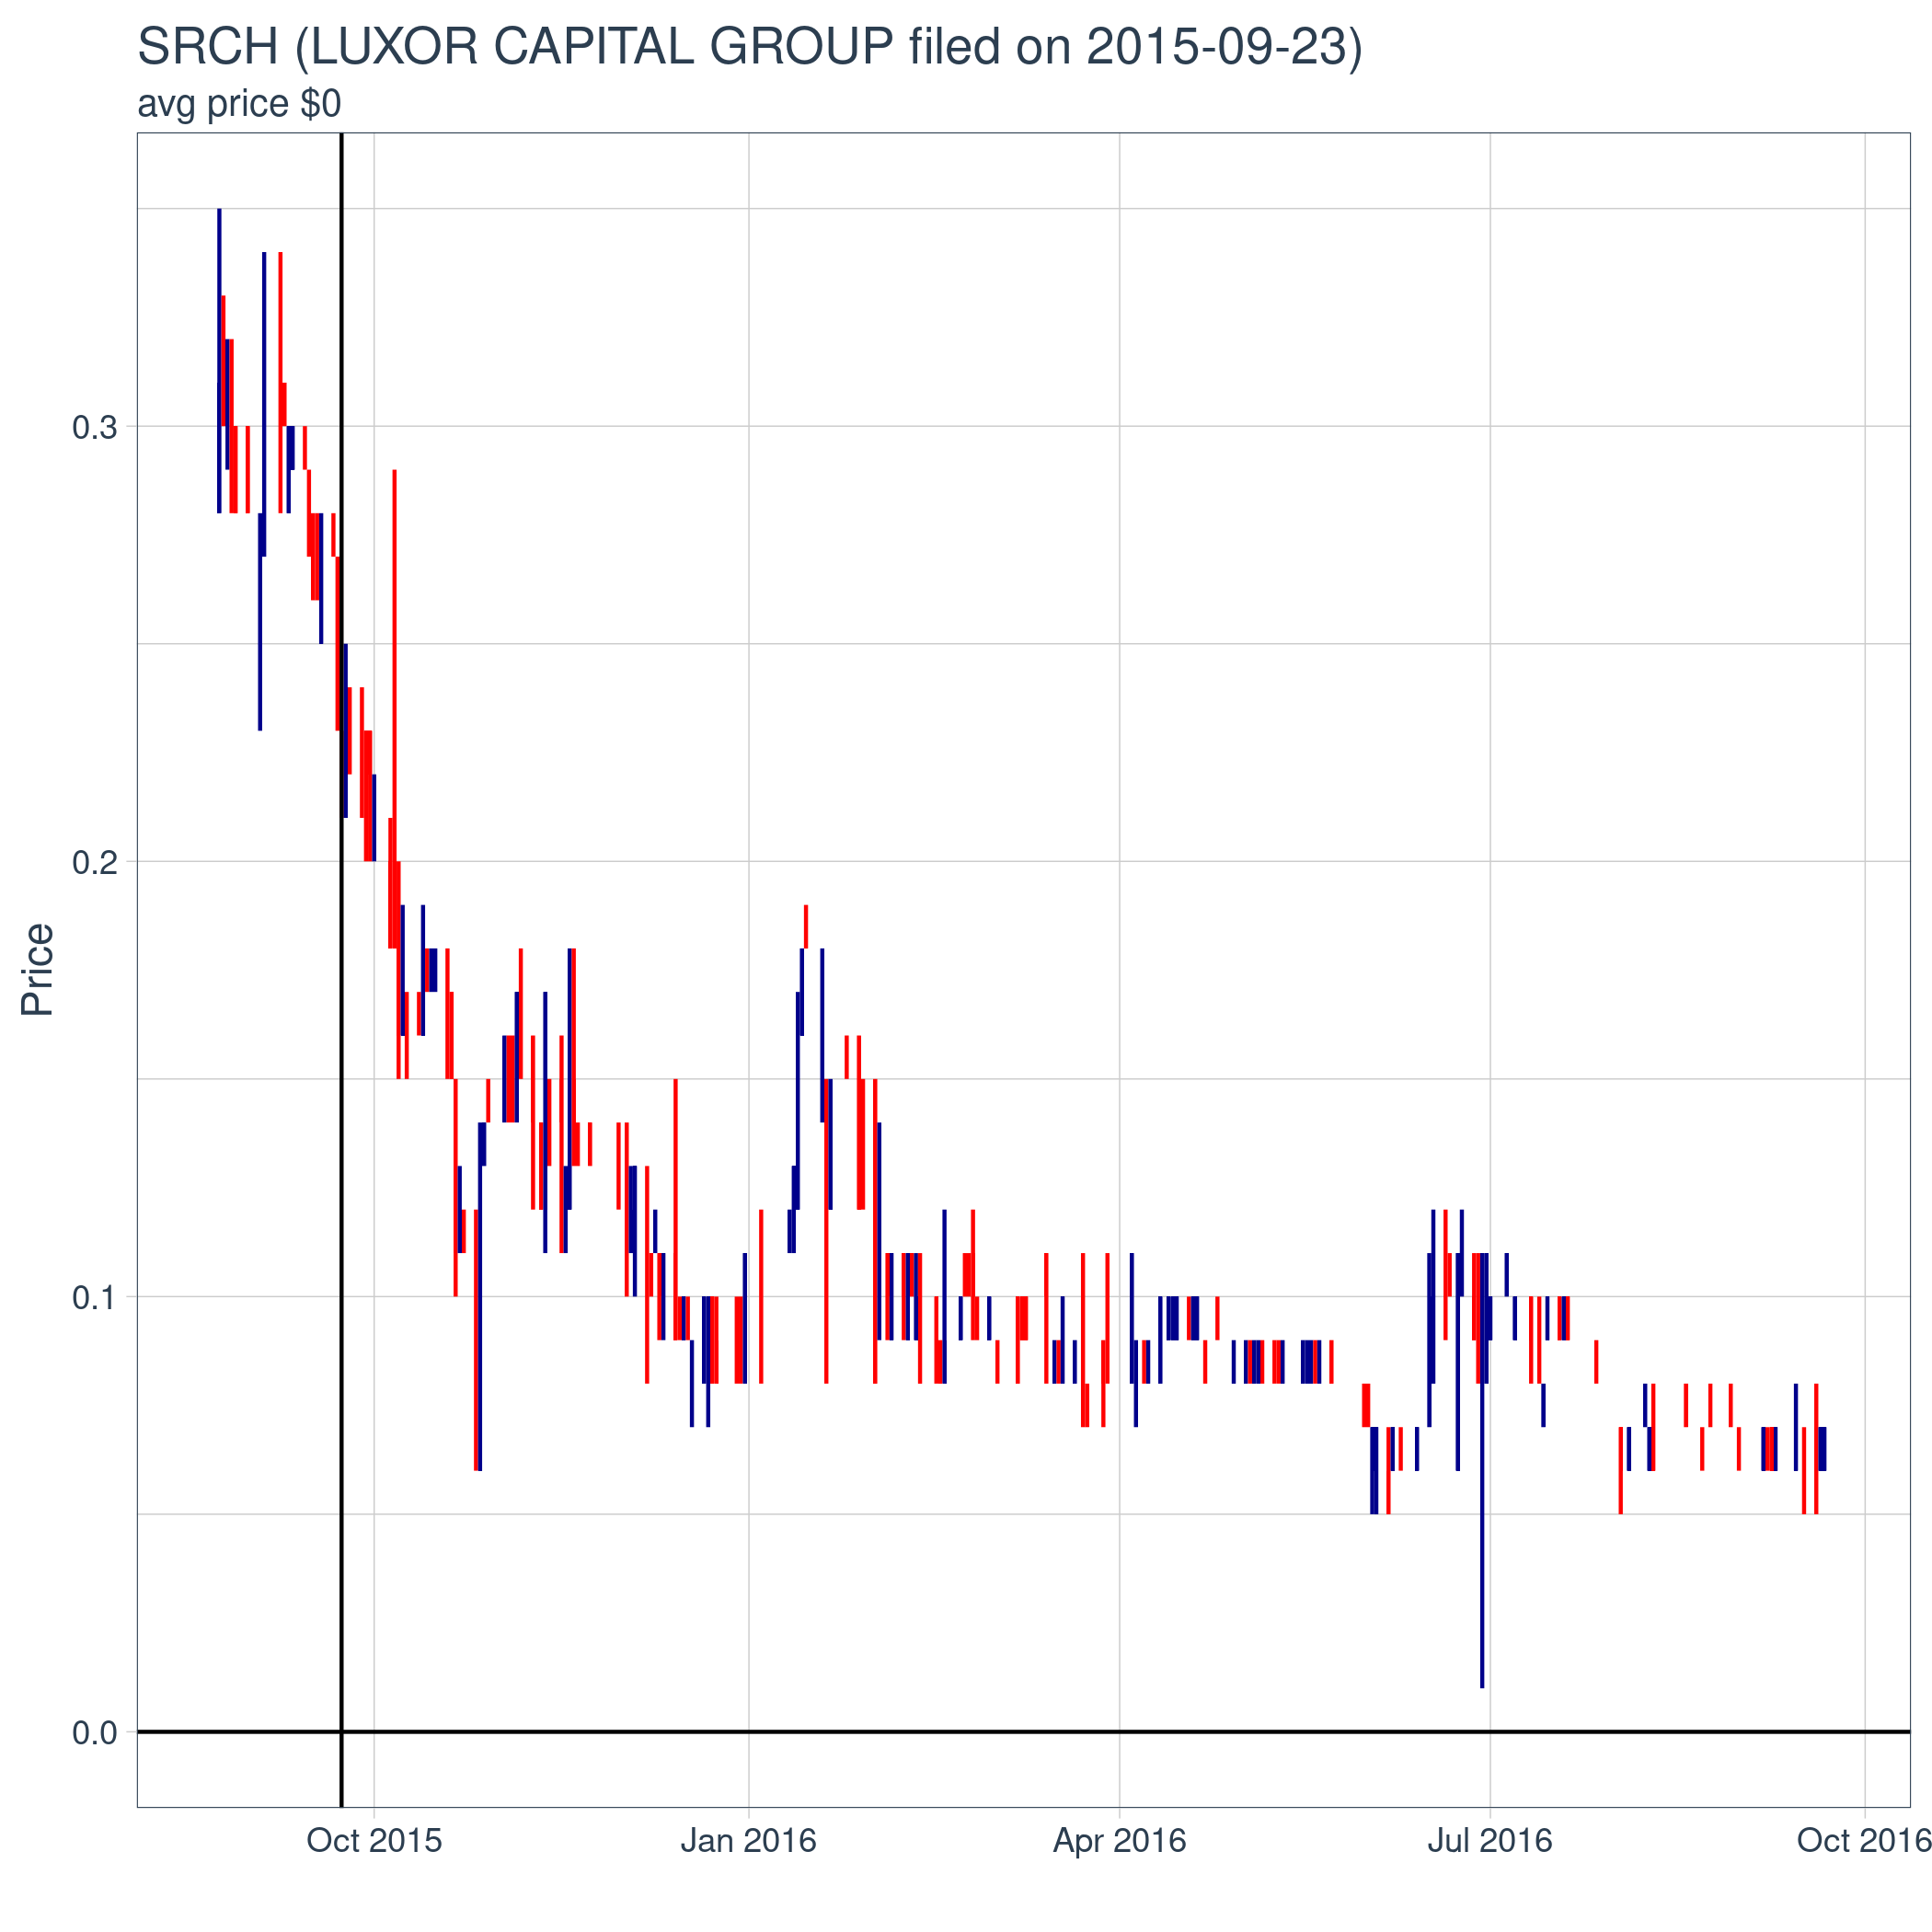 SRCH (LUXOR CAPITAL GROUP filed on 2015-09-23)
avg price $0
Price
0.3
0.2
0.1
0.0
Oct 2015
Jan 2016
Apr 2016
Jul 2016
Oct 2016